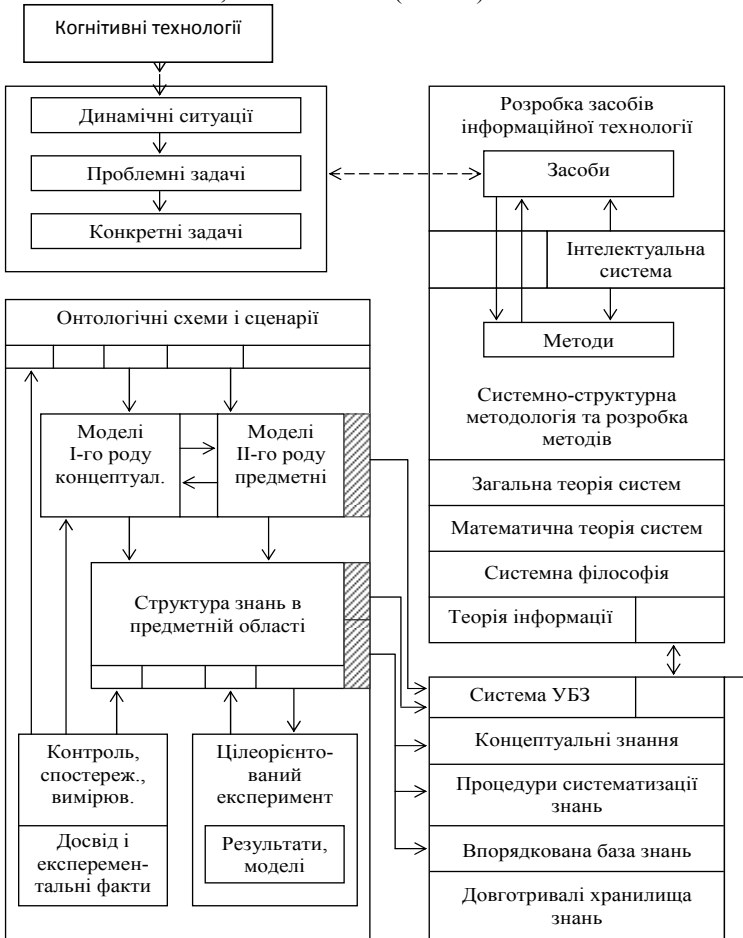 Когнітивні технології
Динамічні ситуації
Проблемні задачі
Конкретні задачі
Розробка засобів
інформаційної технології
Засоби
Інтелектуальна
система
Методи
Системно-структурна
методологія та розробка
методів
Загальна теорія систем
Математична теорія систем
Системна філософія
Теорія інформації
Онтологічні схеми і сценарії
Моделі
І-го роду
концептуал.
Моделі
ІІ-го роду
предметні
Структура знань в
предметній області
Контроль,
спостереж.,
вимірюв.
Досвід і
експеремен-
тальні факти
Цілеорієнто-
ваний
експеримент
Результати,
моделі
Система УБЗ
Концептуальні знання
Процедури систематизації
знань
Впорядкована база знань
Довготривалі хранилища
знань